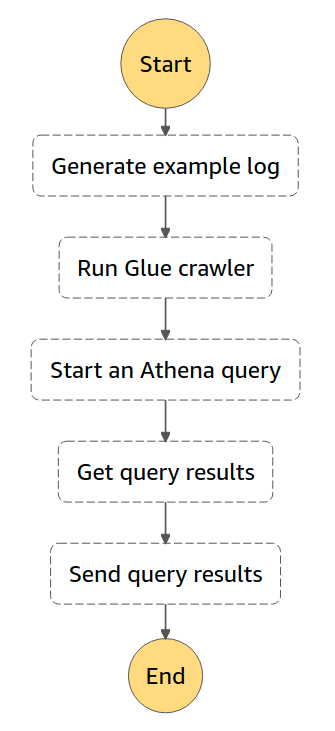 Start
Generate example log
Run Glue crawler
Start an Athena query
Get query results
Send query results
End